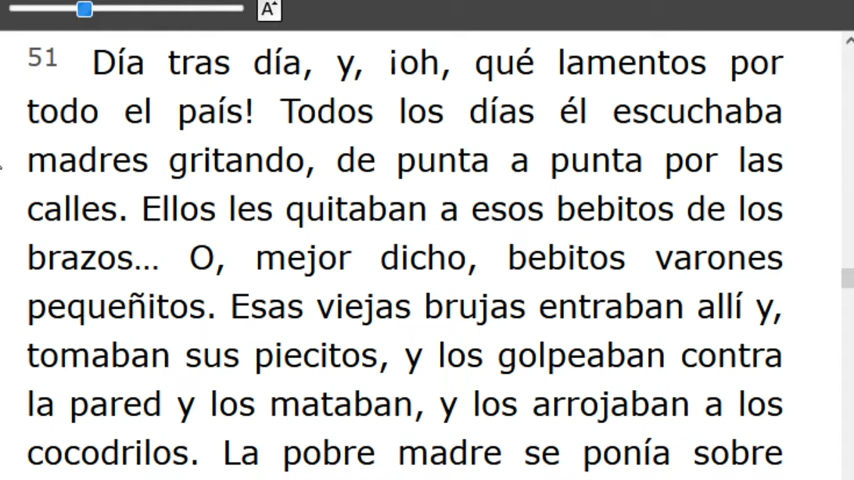 A
51 Día tras día, y, ¡oh, qué lamentos por
todo el país! Todos los días él escuchaba
madres gritando, de punta a punta por las
calles. Ellos les quitaban a esos bebitos de los
brazos... O, mejor dicho, bebitos varones
pequeñitos. Esas viejas brujas entraban allí y,
tomaban sus piecitos, y los golpeaban contra
la pared y los mataban, y los arrojaban a los
cocodrilos. La pobre madre se ponía sobre